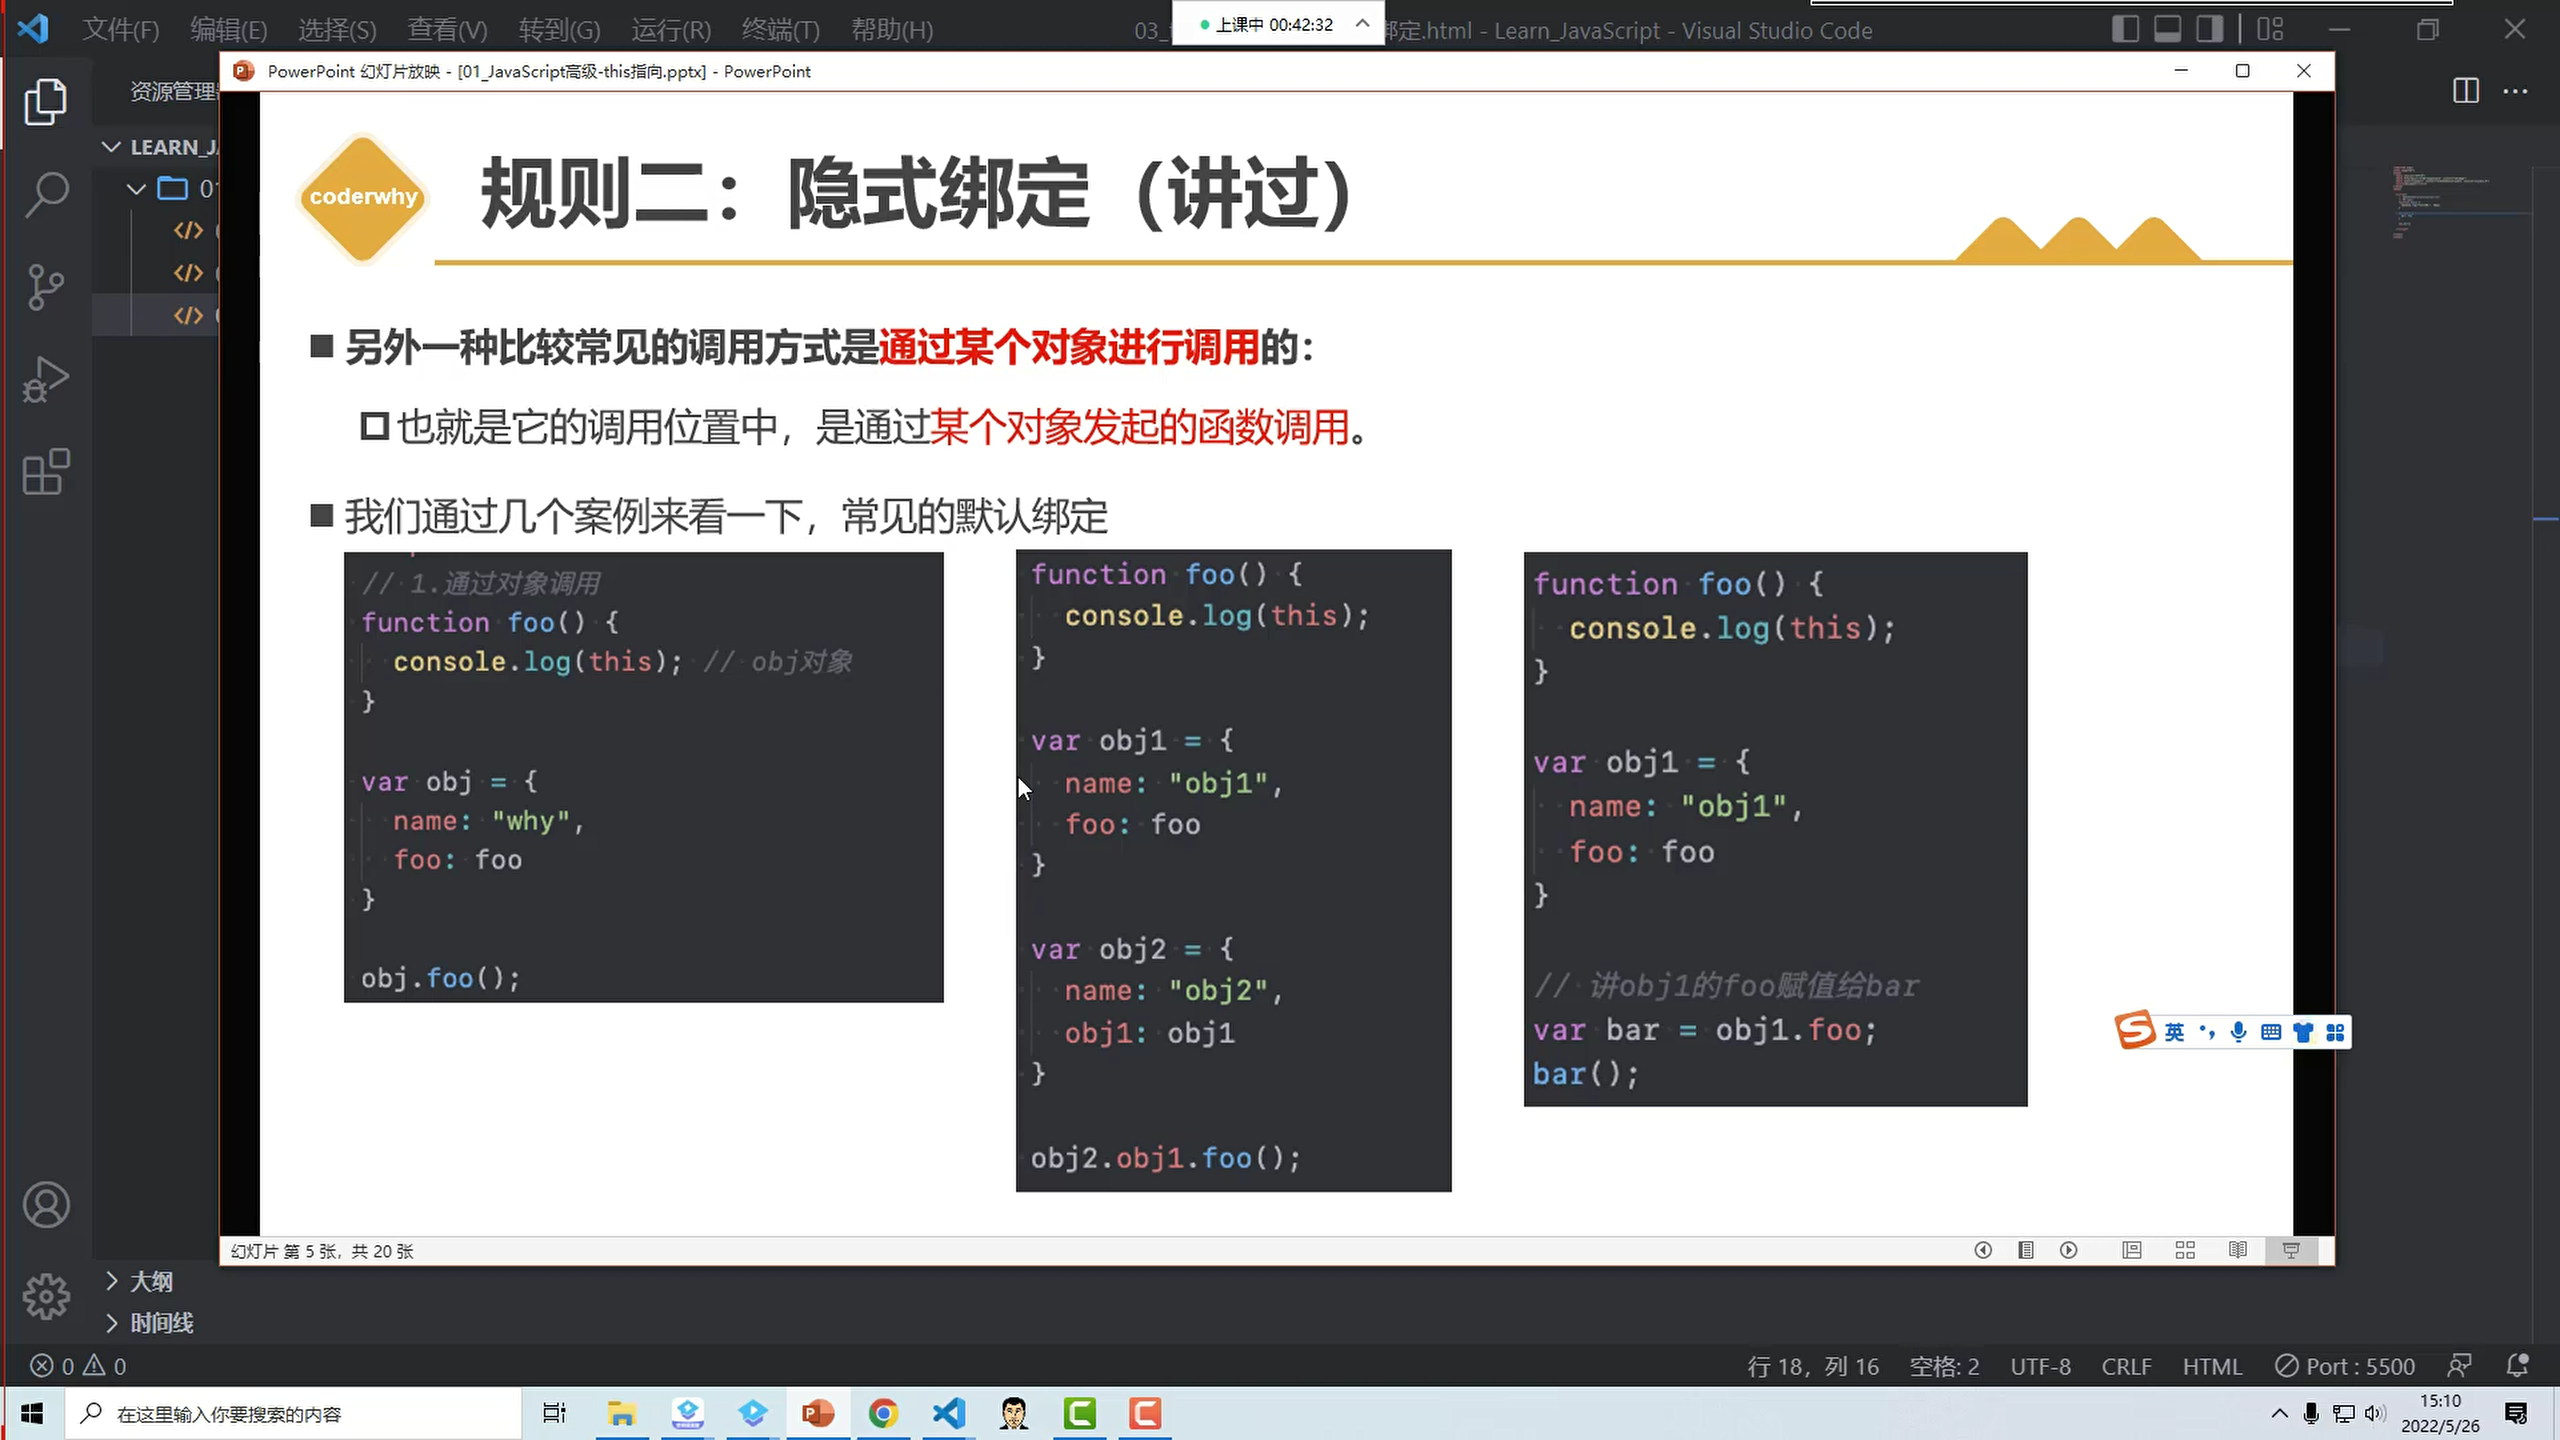 文件(F) 编辑(E) 选择(S) 查看(V) 转到(G) 运行(R) 终端(T) 帮助(H)
上课中 00:42:32
绑定.html - Learn_JavaScript - Visual Studio Code
PowerPoint 幻灯片放映 - [01_JavaScript高级-this指向.pptx] - PowerPoint
资源管理
LEARN_J
coderwhy
规则二：隐式绑定（讲过）
另外一种比较常见的调用方式是通过某个对象进行调用的：
也就是它的调用位置中，是通过某个对象发起的函数调用。
我们通过几个案例来看一下，常见的默认绑定
// 1.通过对象调用
function foo() {
console.log(this); // obj对象
}
var obj = {
name: "why",
foo: foo
}
obj.foo();
function foo() {
console.log(this);
}
var obj1 = {
name: "obj1",
foo: foo
}
var obj2 = {
name: "obj2",
obj1: obj1
}
obj2.obj1.foo();
function foo() {
console.log(this);
}
var obj1 = {
name: "obj1",
foo: foo
}
// 讲obj1的foo赋值给bar
var bar = obj1.foo;
bar();
英
幻灯片 第 5 张，共 20 张
大纲
时间线
0 0
行 18，列 16 空格: 2 UTF-8 CRLF HTML Port : 5500
在这里输入你要搜索的内容
15:10
2022/5/26